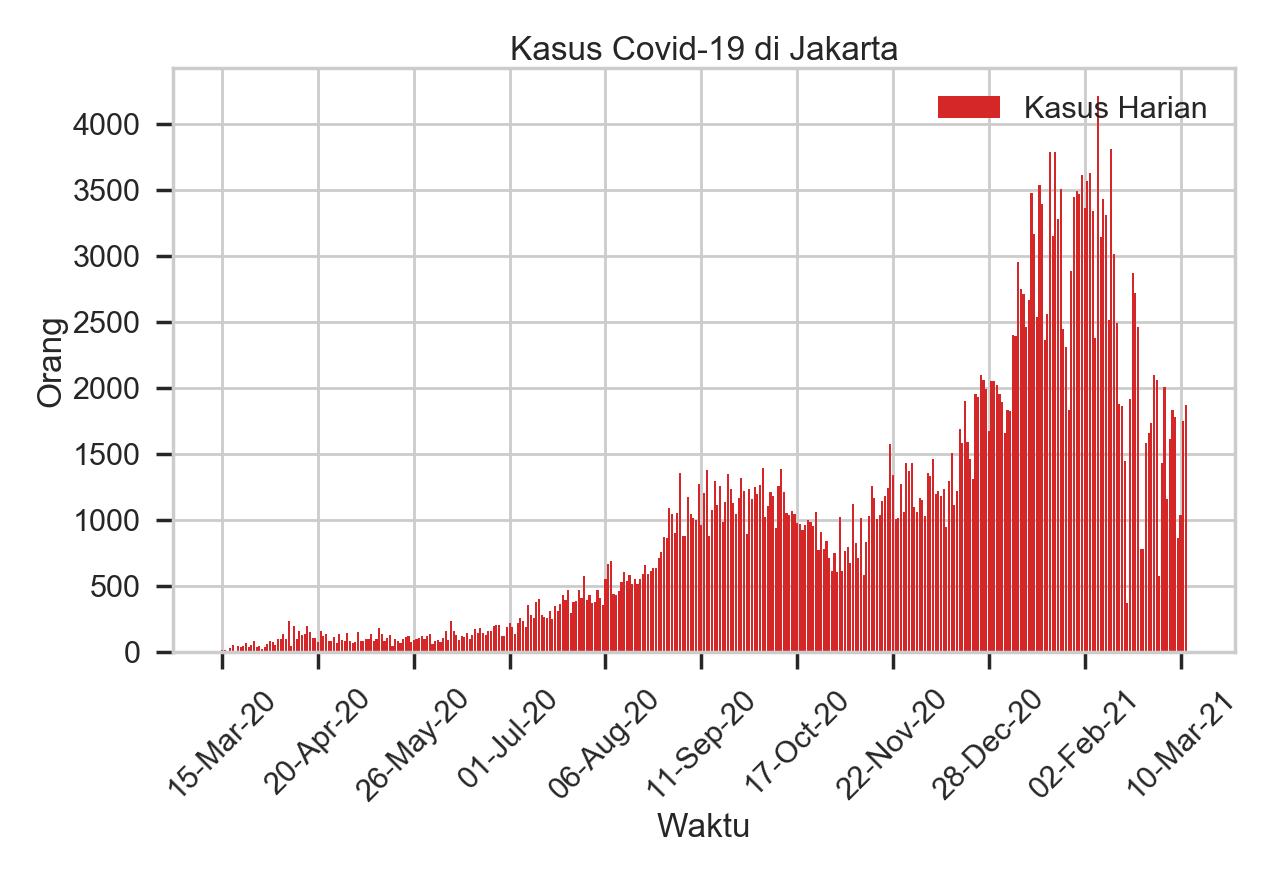 Kasus Covid-19 di Jakarta
Kasus Harian
4000
3500
3000
2500
2000
1500
1000
500
0
Orang
15-Mar-20
20-Apr-20
26-May-20
01-Jul-20
06-Aug-20
11-Sep-20
17-Oct-20
22-Nov-20
28-Dec-20
02-Feb-21
10-Mar-21
Waktu